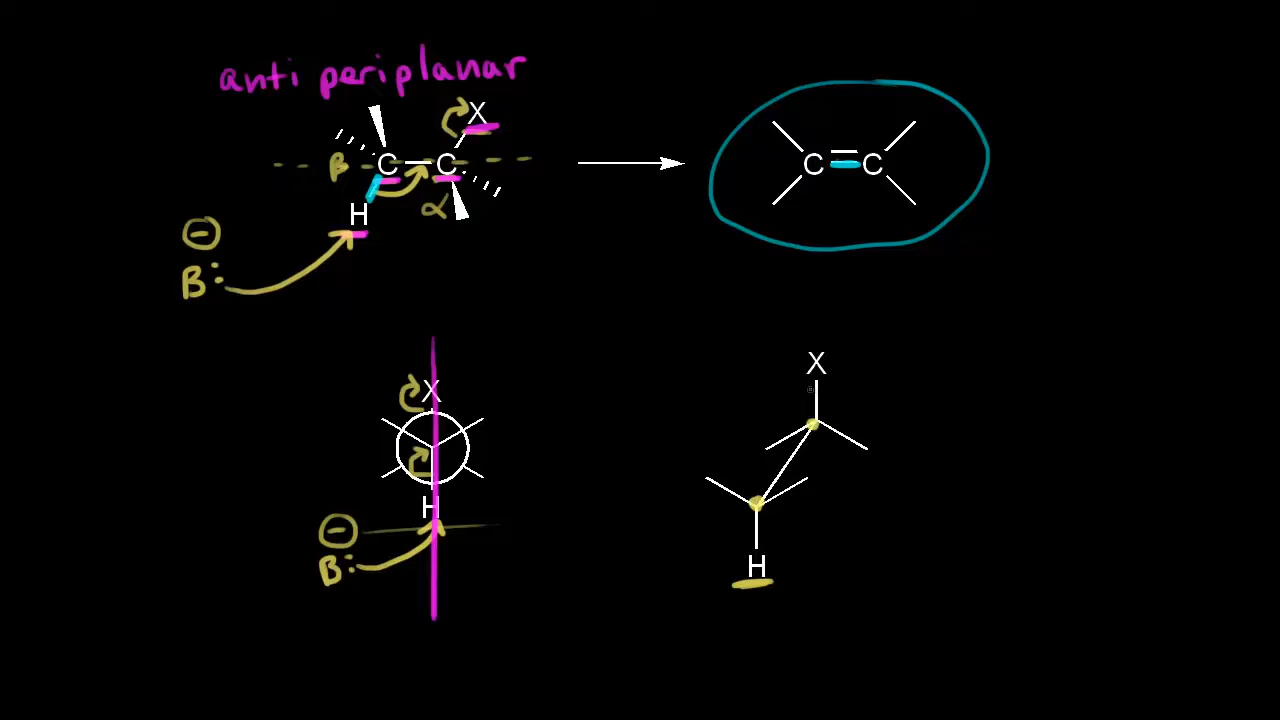 anti periplanar
X
β C C C C
H α
⊖
B:
X
X
H
⊖
B:
H